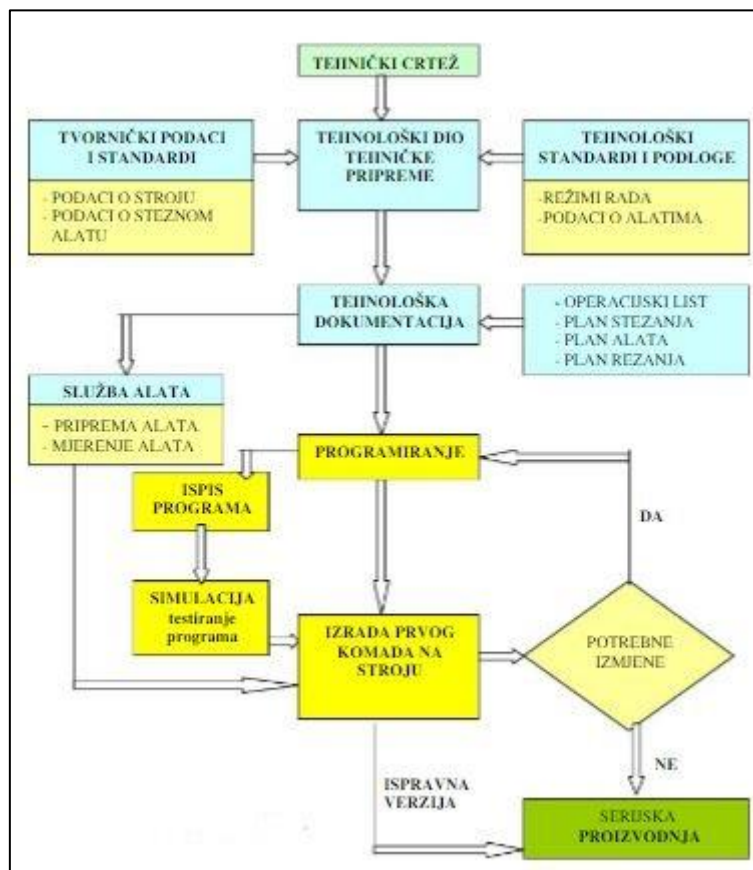 TEHNIČKI CRTEŽ
TVORNIČKI PODACI
I STANDARDI
- PODACI O STROJU
- PODACI O STEZNOM
ALATU
TEHNOLOŠKI DIO
TEHNIČKE
PRIPREME
TEHNOLOŠKI
STANDARDI I PODLOGE
-REŽIMI RADA
-PODACI O ALATIMA
TEHNOLOŠKA
DOKUMENTACIJA
- OPERACIJSKI LIST
- PLAN STEZANJA
- PLAN ALATA
- PLAN REZANJA
SLUŽBA ALATA
- PRIPREMA ALATA
- MJERENJE ALATA
PROGRAMIRANJE
ISPIS
PROGRAMA
DA
SIMULACIJA
testiranje
programa
IZRADA PRVOG
KOMADA NA
STROJU
POTREBNE
IZMJENE
ISPRAVNA
VERZIJA
NE
SERIJSKA
PROIZVODNJA